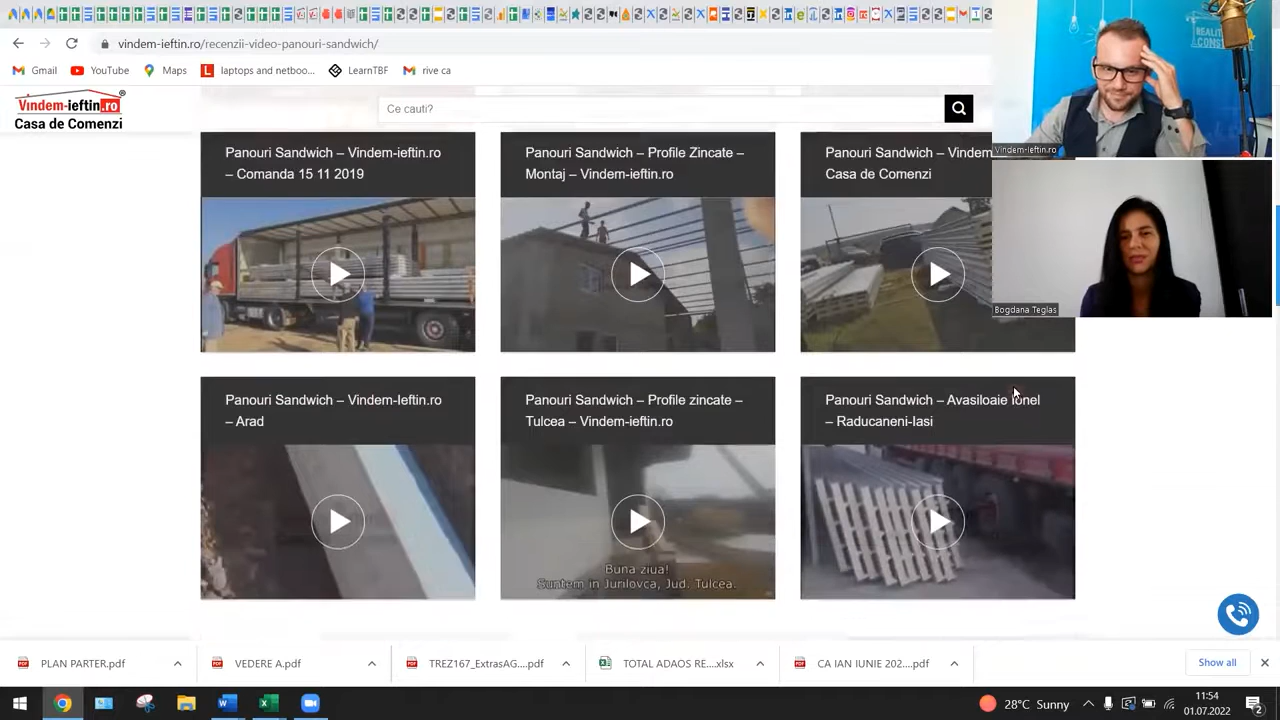 vindem-ieftin.ro/recenzii-video-panouri-sandwich/
Gmail
YouTube
Maps
laptops and netboo...
LearnTBF
rive ca
Vindem-ieftin.ro
Casa de Comenzi
Ce cauti?
REALIT
CONST
Vindem-Ieftin.ro
Bogdana Teglas
Panouri Sandwich – Vindem-ieftin.ro
– Comanda 15 11 2019
Panouri Sandwich – Profile Zincate –
Montaj – Vindem-ieftin.ro
Panouri Sandwich – Vindem
Casa de Comenzi
Panouri Sandwich – Vindem-Ieftin.ro
– Arad
Panouri Sandwich – Profile zincate –
Tulcea – Vindem-ieftin.ro
Panouri Sandwich – Avasiloaie Ionel
– Raducaneni-Iasi
Buna ziua!
Suntem in Jurilovca, Jud. Tulcea.
PLAN PARTER.pdf
VEDERE A.pdf
TREZ167_ExtrasAG....pdf
TOTAL ADAOS RE....xlsx
CA IAN IUNIE 202....pdf
Show all
28°C Sunny
11:54
01.07.2022
2